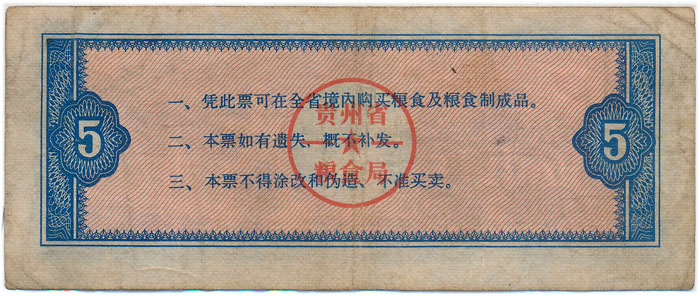 一、凭此票可在全省境内购买粮食及粮食制成品。
贵州省
5
二、本票如有遗失、概不补发。
5
粮食局
三、本票不得涂改和伪造、不准买卖。